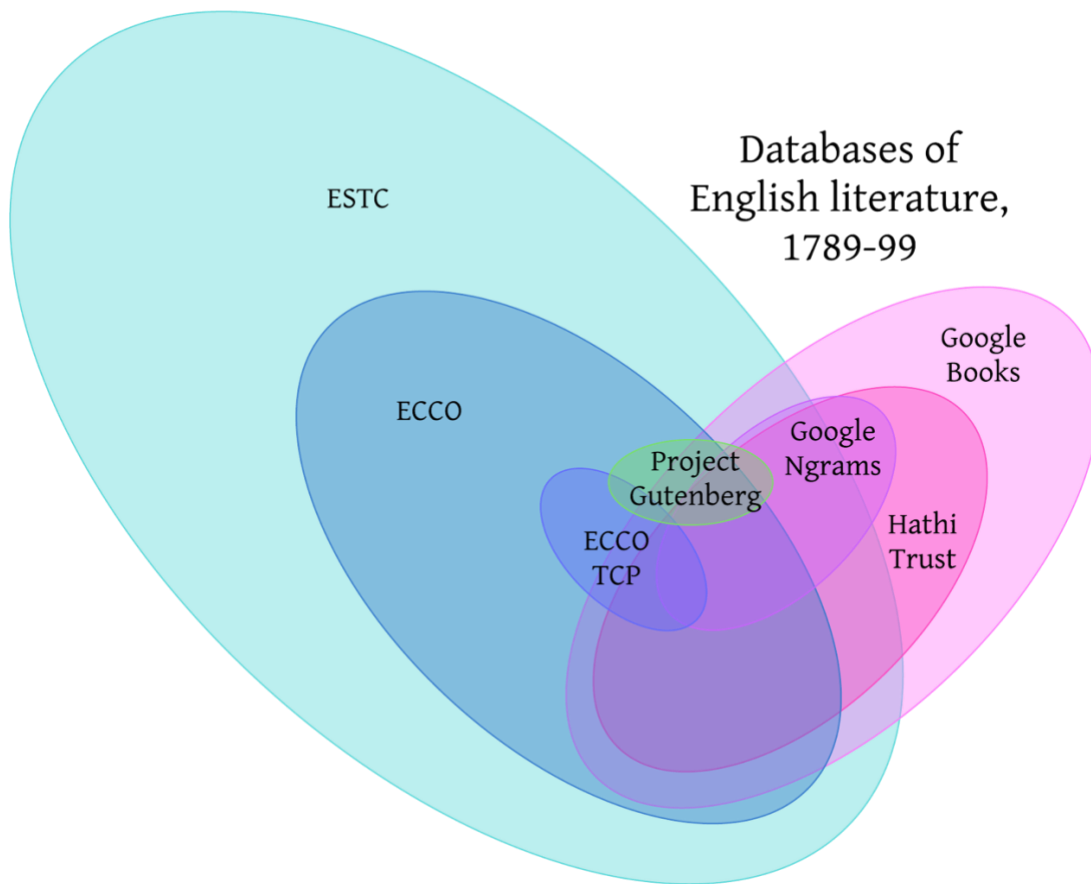 Databases of
English literature,
1789-99
ESTC
Google
Books
ECCO
Google
Ngrams
Project
Gutenberg
Hathi
Trust
ECCO
TCP